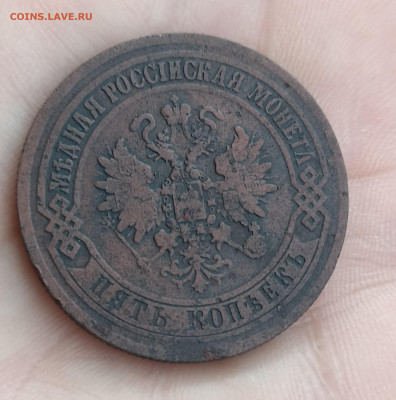 COINS.LAVE.RU
МѢДНАЯ РОССІЙСКАЯ МОНЕТА
ПЯТЬ КОПѢЕКЪ